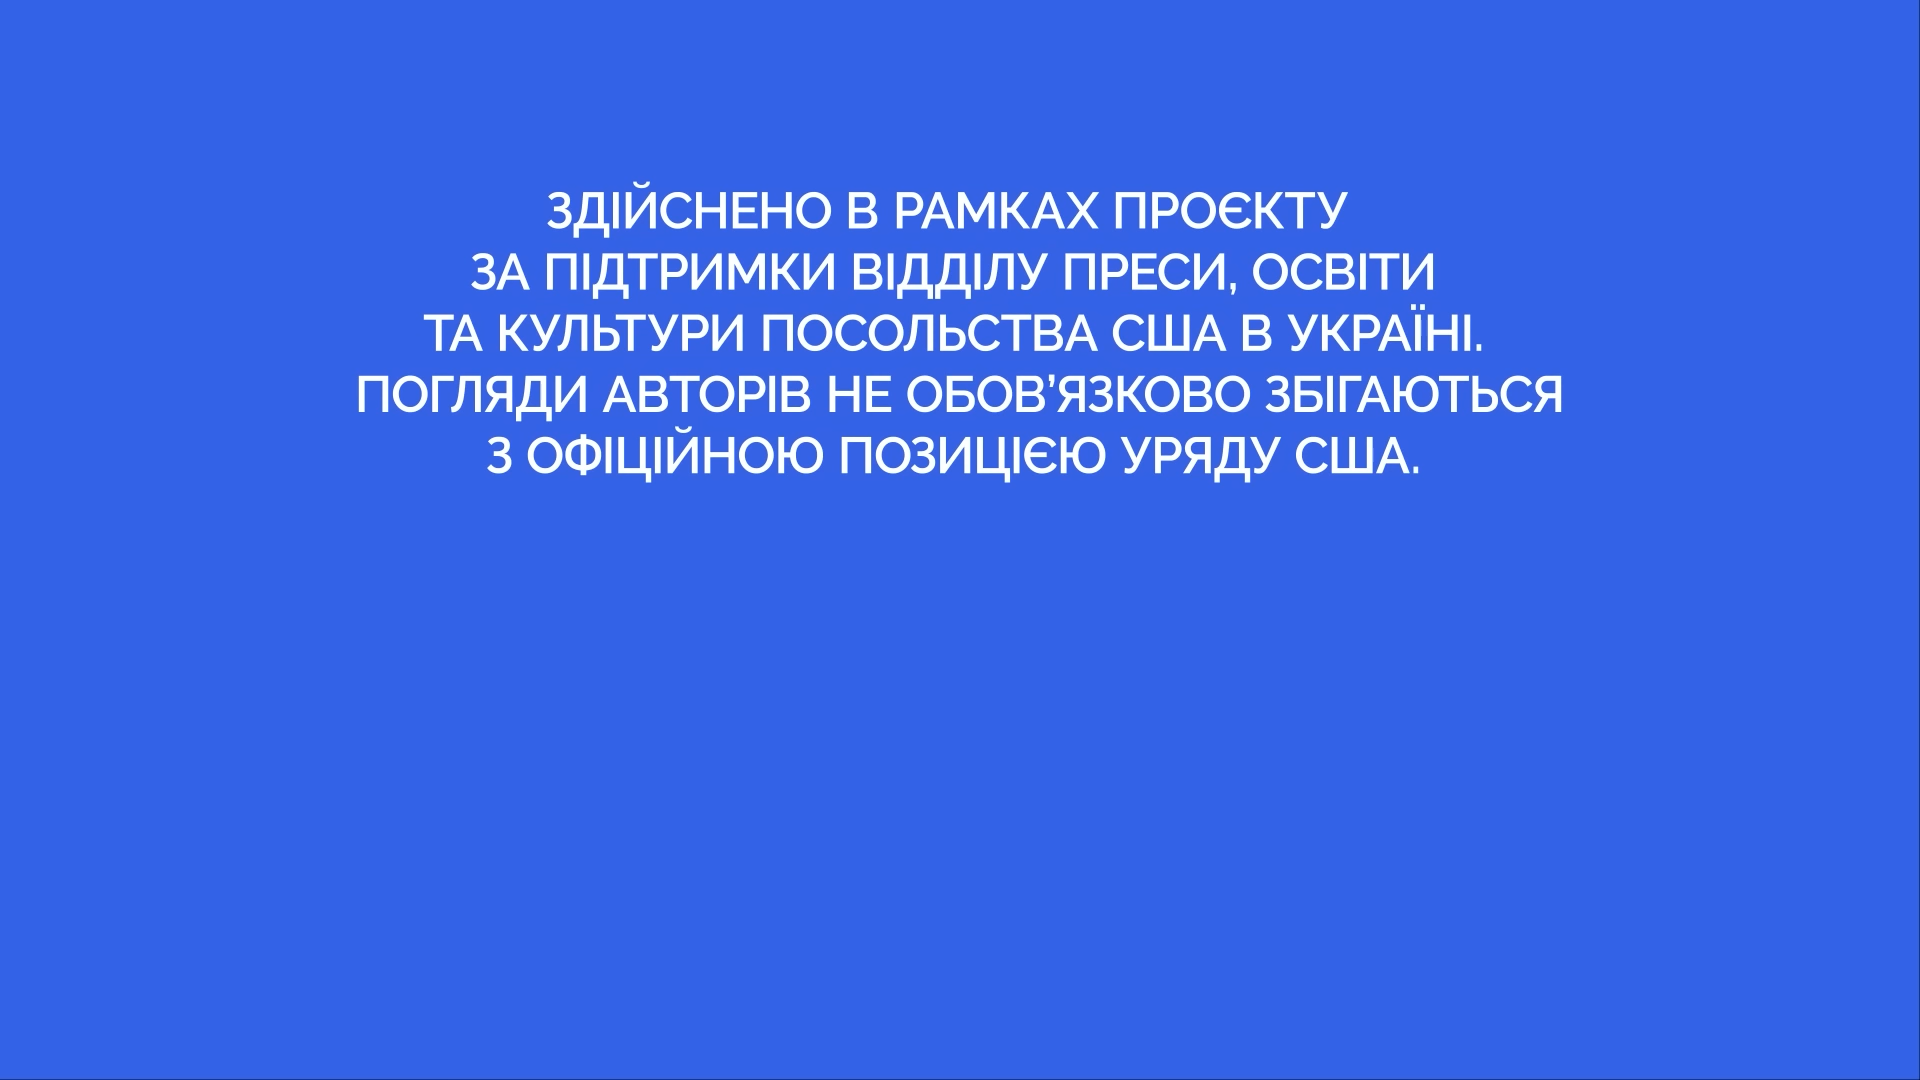 ЗДІЙСНЕНО В РАМКАХ ПРОЄКТУ
ЗА ПІДТРИМКИ ВІДДІЛУ ПРЕСИ, ОСВІТИ
ТА КУЛЬТУРИ ПОСОЛЬСТВА США В УКРАЇНІ.
ПОГЛЯДИ АВТОРІВ НЕ ОБОВ’ЯЗКОВО ЗБІГАЮТЬСЯ
З ОФІЦІЙНОЮ ПОЗИЦІЄЮ УРЯДУ США.